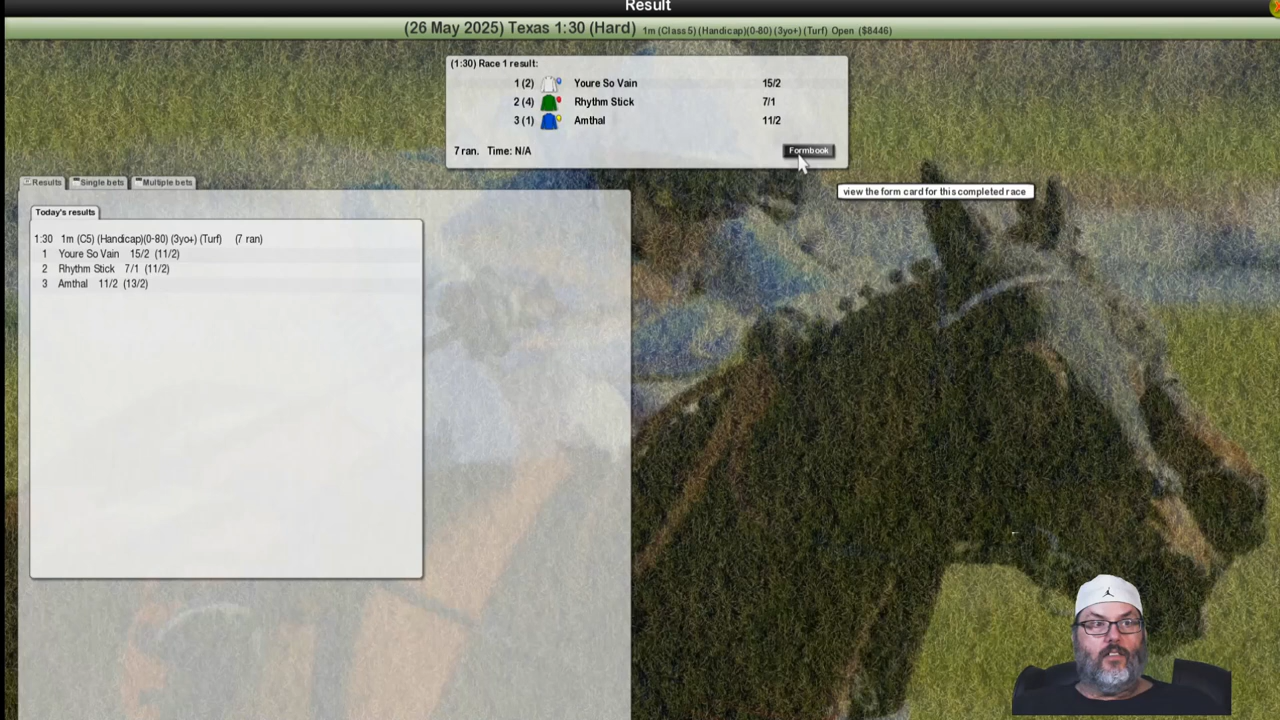 Result
(26 May 2025) Texas 1:30 (Hard) 1m (Class 5) (Handicap)(0-80) (3yo+) (Turf) Open ($8446)
(1:30) Race 1 result:
1 (2) Youre So Vain 15/2
2 (4) Rhythm Stick 7/1
3 (1) Amthal 11/2
7 ran. Time: N/A Formbook
view the form card for this completed race
Results Single bets Multiple bets
Today's results
1:30 1m (C5) (Handicap)(0-80) (3yo+) (Turf) (7 ran)
1 Youre So Vain 15/2 (11/2)
2 Rhythm Stick 7/1 (11/2)
3 Amthal 11/2 (13/2)